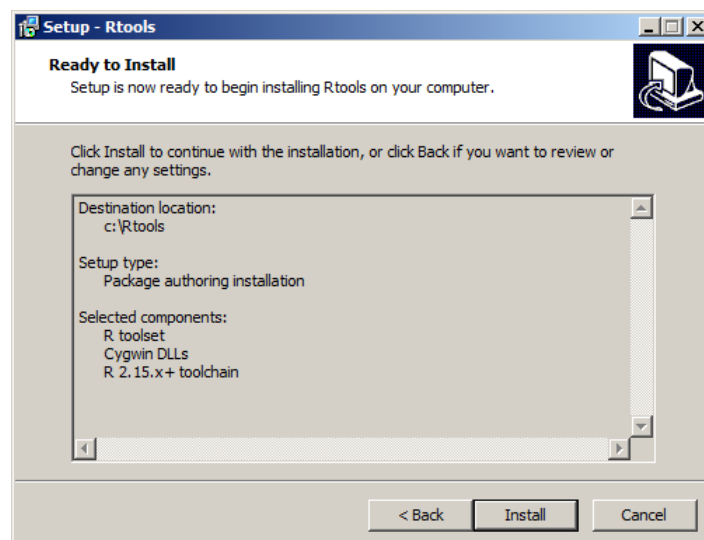 Setup - Rtools
Ready to Install
Setup is now ready to begin installing Rtools on your computer.
Click Install to continue with the installation, or click Back if you want to review or
change any settings.
Destination location:
c:\Rtools
Setup type:
Package authoring installation
Selected components:
R toolset
Cygwin DLLs
R 2.15.x+ toolchain
< Back
Install
Cancel